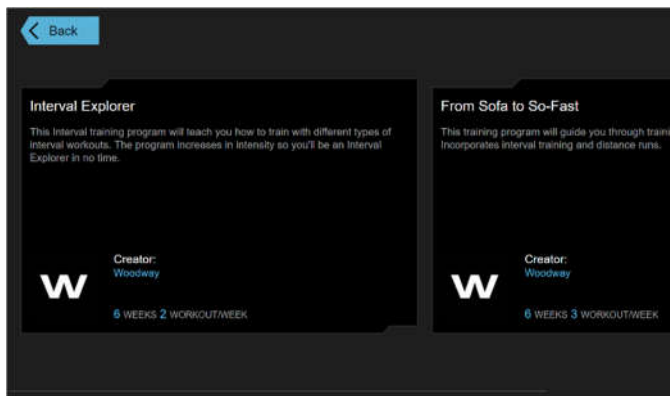 Back
Interval Explorer
This Interval training program will teach you how to train with different types of
interval workouts. The program increases in intensity so you'll be an Interval
Explorer in no time.
Creator:
Woodway
W
6 WEEKS 2 WORKOUT/WEEK
From Sofa to So-Fast
This training program will guide you through
Incorporates interval training and distance runs.
Creator:
Woodway
W
6 WEEKS 3 WORKOUT/WEEK